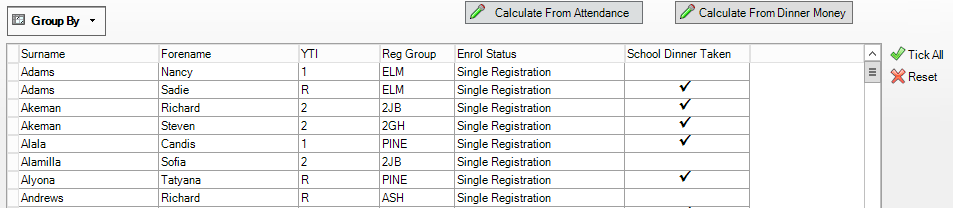 Group By
Calculate From Attendance
Calculate From Dinner Money
Surname Forename YTI Reg Group Enrol Status School Dinner Taken
Tick All
Adams Nancy 1 ELM Single Registration
Reset
Adams Sadie R ELM Single Registration ✓
Akeman Richard 2 2JB Single Registration ✓
Akeman Steven 2 2GH Single Registration ✓
Alala Candis 1 PINE Single Registration ✓
Alamilla Sofia 2 2JB Single Registration
Alyona Tatyana R PINE Single Registration ✓
Andrews Richard R ASH Single Registration